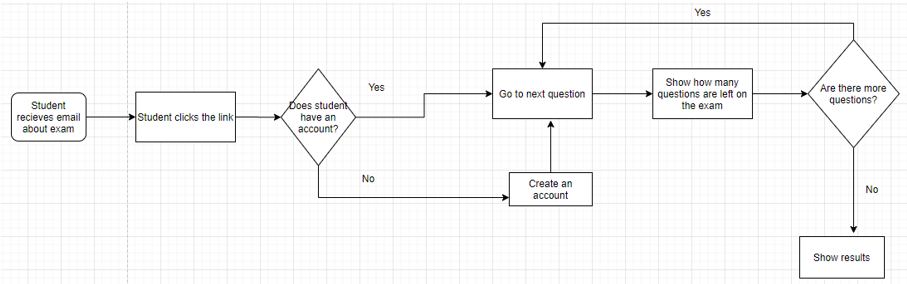 Yes
Student
recieves email
about exam
Student clicks the link
Does student
have an
account?
Yes
No
Go to next question
Create an
account
Show how many
questions are left on
the exam
Are there more
questions?
No
Show results